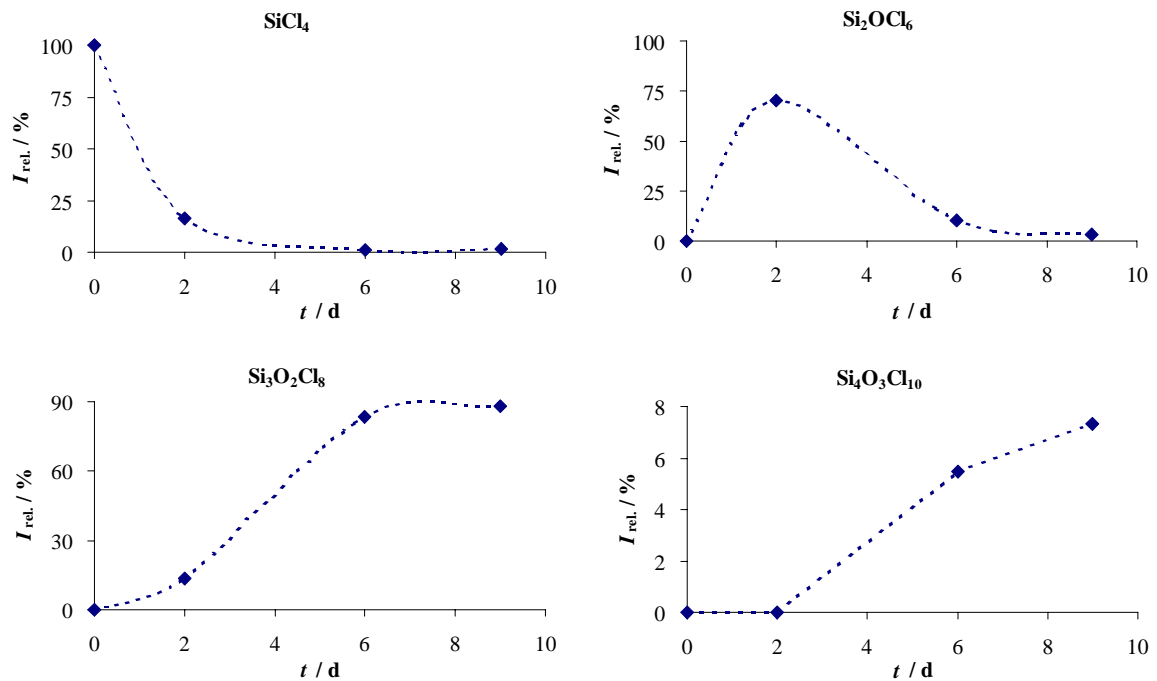 SiCl₄
100
75
50
25
0
I rel. / %
0 2 4 6 8 10
t / d
Si₂OCl₆
100
75
50
25
0
I rel. / %
0 2 4 6 8 10
t / d
Si₃O₂Cl₈
90
60
30
0
I rel. / %
0 2 4 6 8 10
t / d
Si₄O₃Cl₁₀
8
6
4
2
0
I rel. / %
0 2 4 6 8 10
t / d